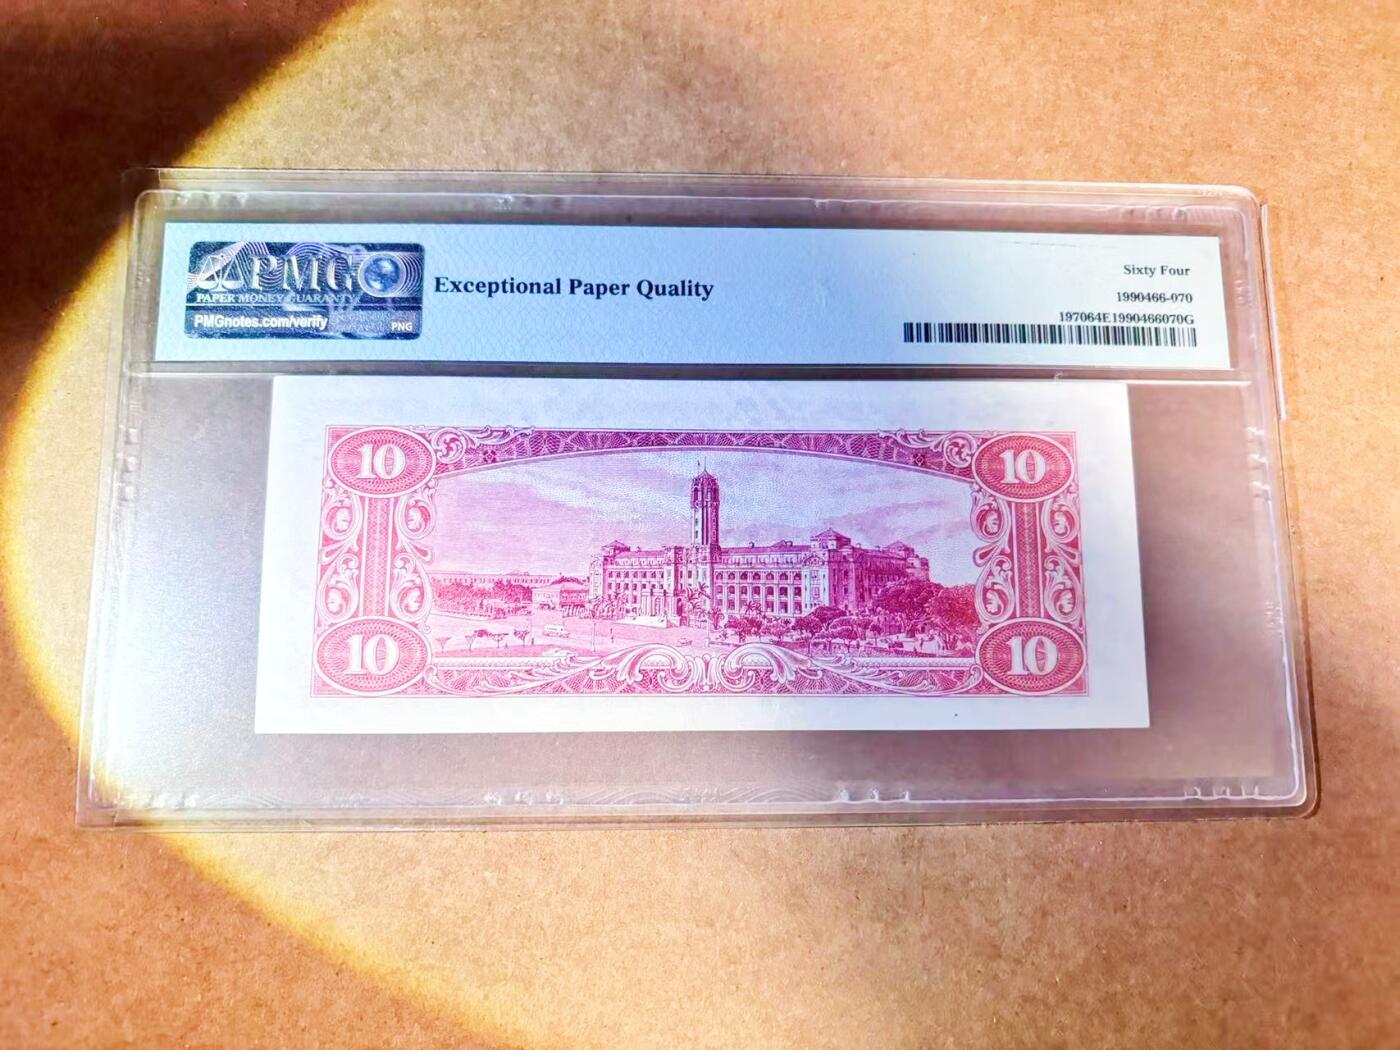 PMG
PAPER MONEY GUARANTY
PMGnotes.com/verify
PNG
Exceptional Paper Quality
Sixty Four
1990466-070
197064E1990466070G
10
10
10
10